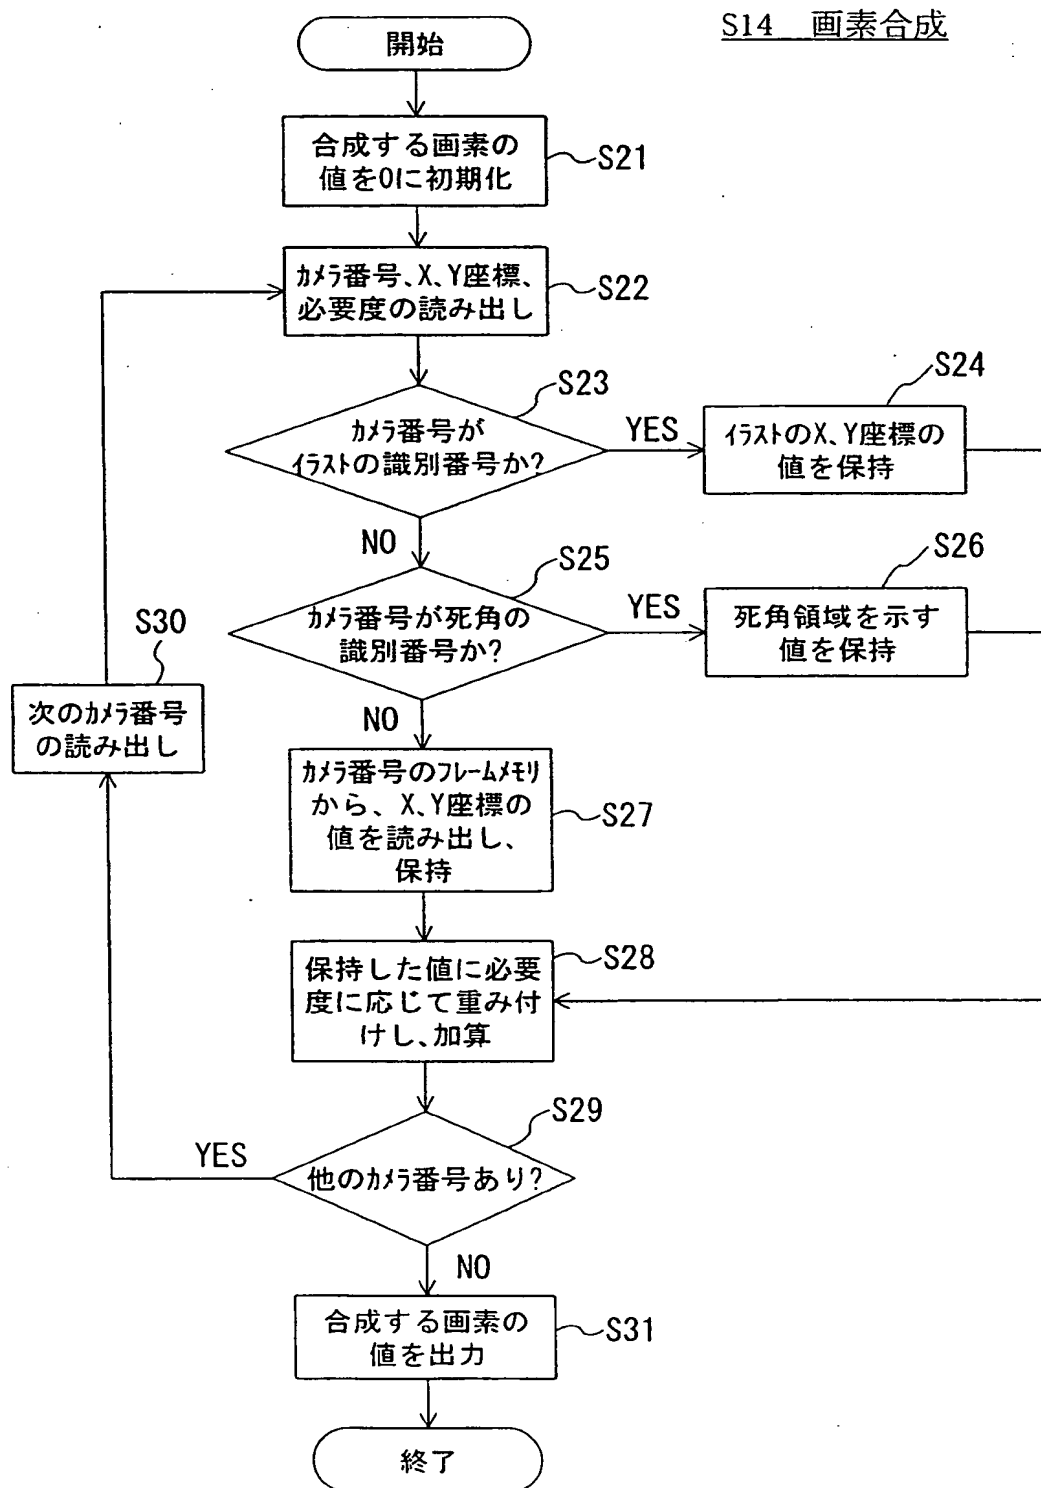 S14 画素合成
開始
合成する画素の
値を0に初期化
S21
カメラ番号、X、Y座標、
必要度の読み出し
S22
カメラ番号が
イラストの識別番号か?
S23
YES
イラストのX、Y座標の
値を保持
S24
NO
カメラ番号が死角の
識別番号か?
S25
YES
死角領域を示す
値を保持
S26
NO
S30
次のカメラ番号
の読み出し
カメラ番号のフレームメモリ
から、X、Y座標の
値を読み出し、
保持
S27
保持した値に必要
度に応じて重み付
けし、加算
S28
他のカメラ番号あり?
S29
YES
NO
合成する画素の
値を出力
S31
終了